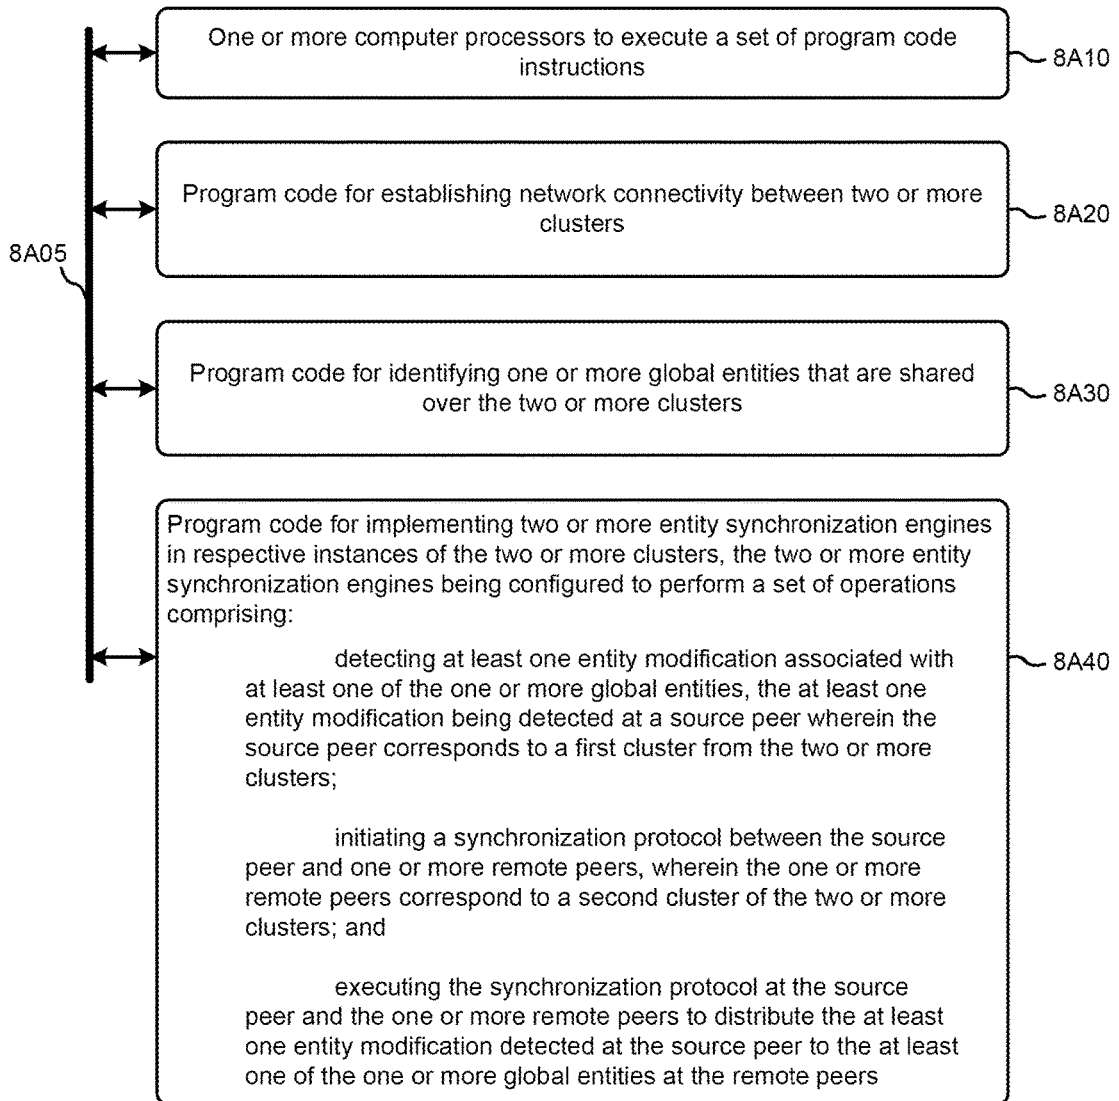 One or more computer processors to execute a set of program code
instructions
8A10
Program code for establishing network connectivity between two or more
clusters
8A20
8A05
Program code for identifying one or more global entities that are shared
over the two or more clusters
8A30
Program code for implementing two or more entity synchronization engines
in respective instances of the two or more clusters, the two or more entity
synchronization engines being configured to perform a set of operations
comprising:
detecting at least one entity modification associated with
at least one of the one or more global entities, the at least one
entity modification being detected at a source peer wherein the
source peer corresponds to a first cluster from the two or more
clusters;
8A40
initiating a synchronization protocol between the source
peer and one or more remote peers, wherein the one or more
remote peers correspond to a second cluster of the two or more
clusters; and
executing the synchronization protocol at the source
peer and the one or more remote peers to distribute the at least
one entity modification detected at the source peer to the at least
one of the one or more global entities at the remote peers